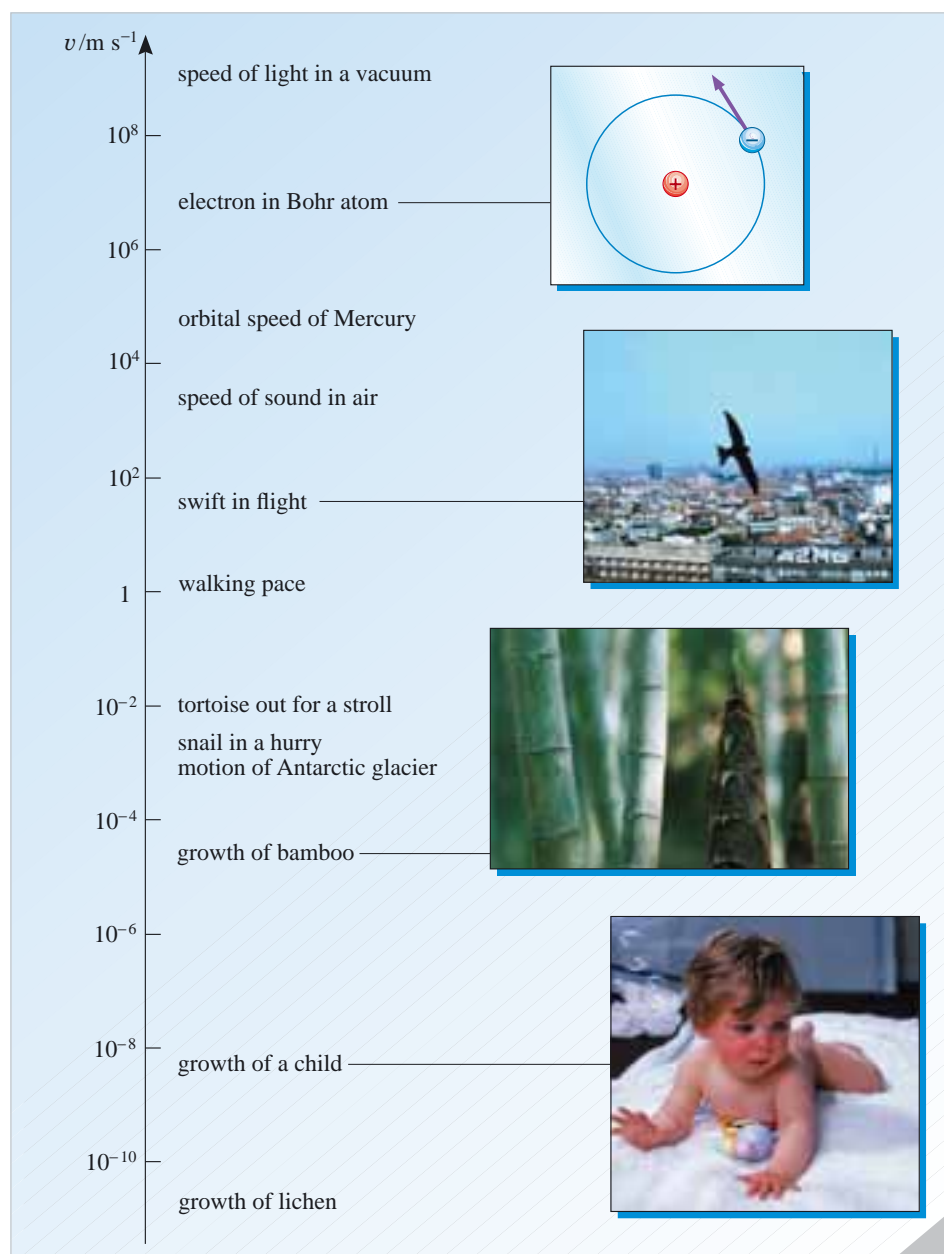 v/m s⁻¹
speed of light in a vacuum
10⁸
electron in Bohr atom
− 
+
10⁶
orbital speed of Mercury
10⁴
speed of sound in air
10²
swift in flight
1
walking pace
10⁻²
tortoise out for a stroll
snail in a hurry
motion of Antarctic glacier
10⁻⁴
growth of bamboo
10⁻⁶
10⁻⁸
growth of a child
10⁻¹⁰
growth of lichen